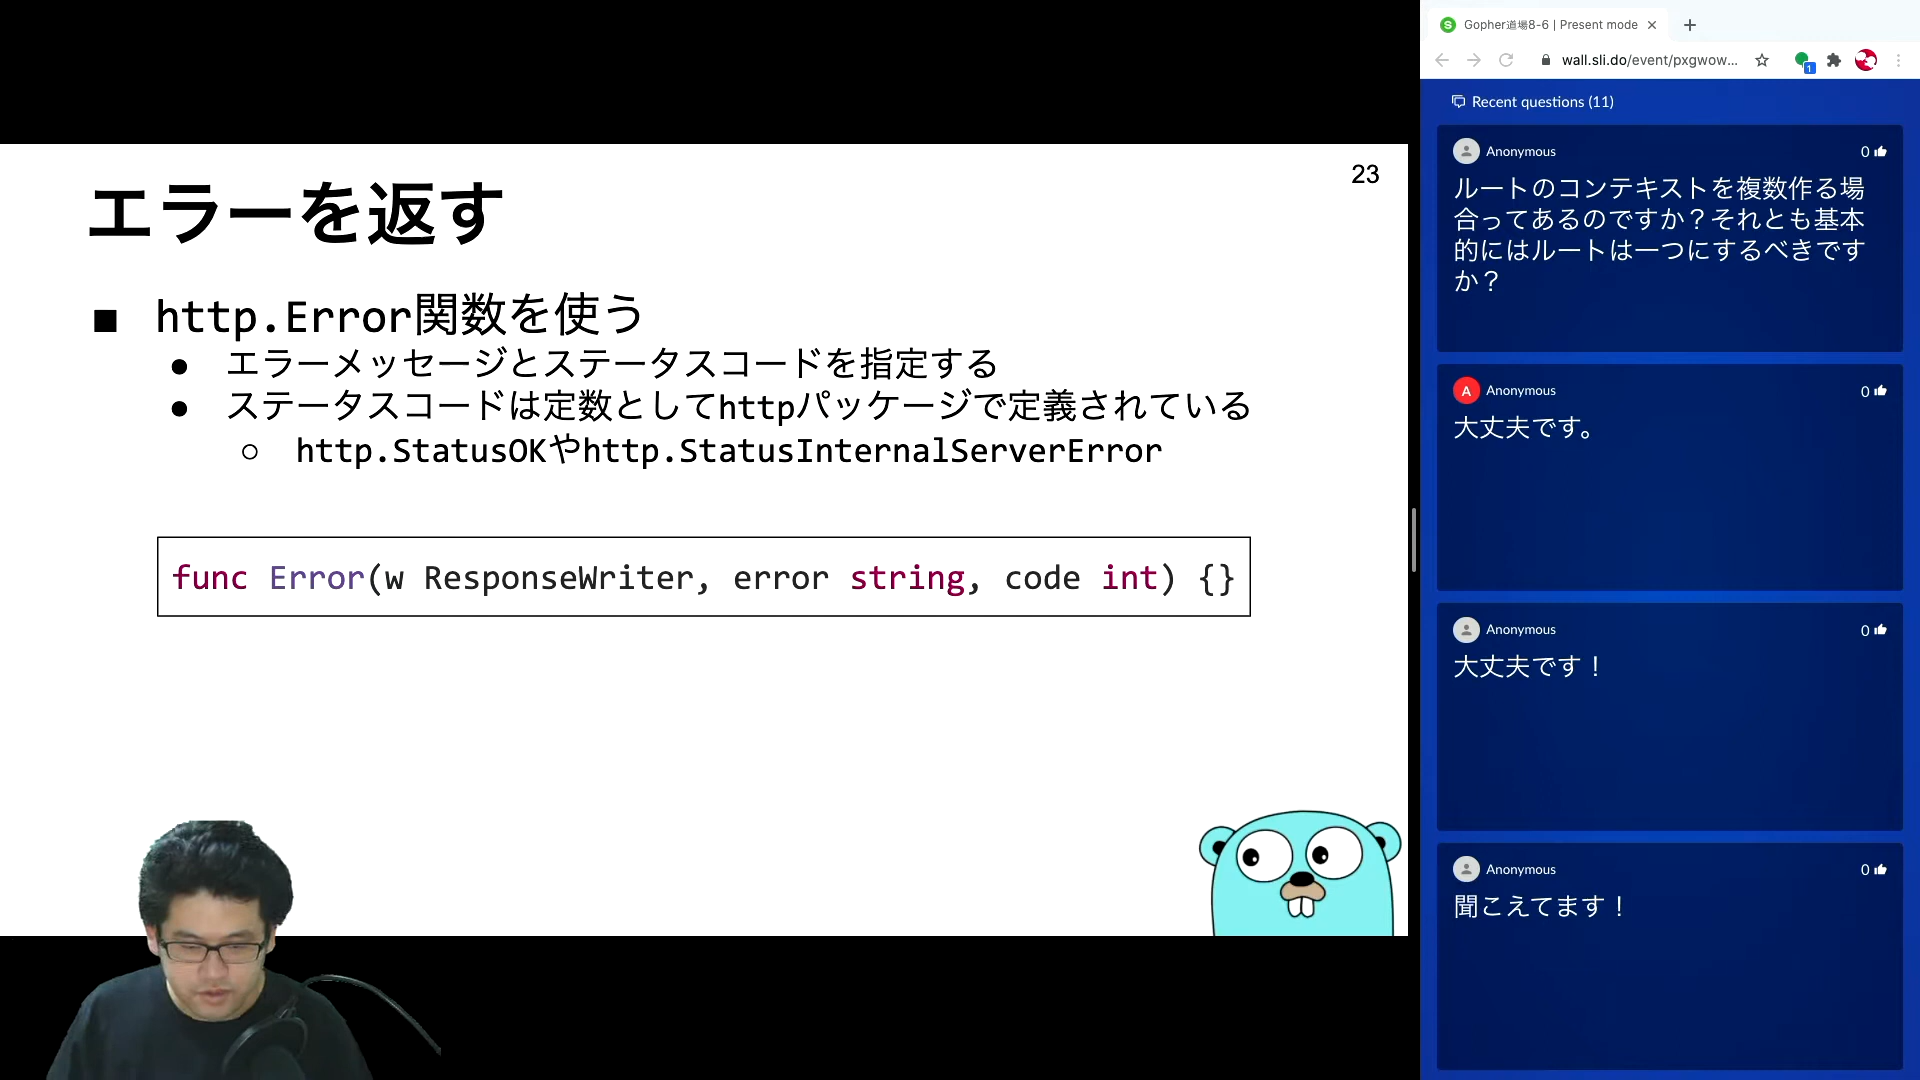 エラーを返す
23
■ http.Error関数を使う
● エラーメッセージとステータスコードを指定する
● ステータスコードは定数としてhttpパッケージで定義されている
○ http.StatusOKやhttp.StatusInternalServerError
func Error(w ResponseWriter, error string, code int) {}
Gopher道場8-6 | Present mode
wall.sli.do/event/pxgwow...
1
Recent questions (11)
Anonymous
0
ルートのコンテキストを複数作る場
合ってあるのですか？それとも基本
的にはルートは一つにするべきです
か？
A
Anonymous
0
大丈夫です。
Anonymous
0
大丈夫です！
Anonymous
0
聞こえてます！